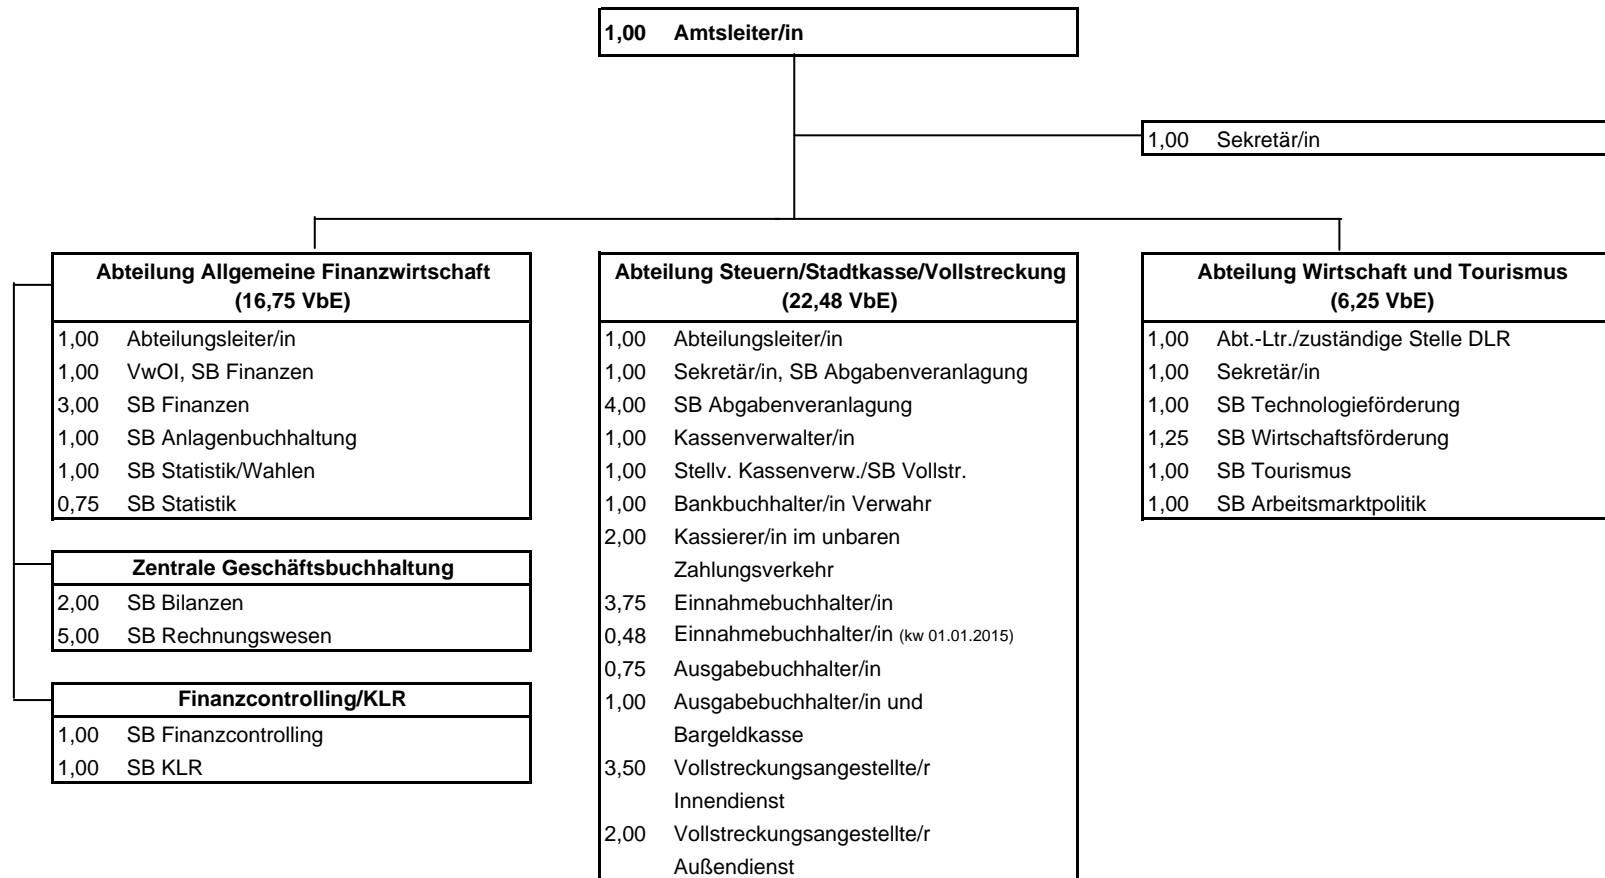 1,00 Amtsleiter/in
1,00 Sekretär/in
Abteilung Allgemeine Finanzwirtschaft
(16,75 VbE)
1,00 Abteilungsleiter/in
1,00 VwOI, SB Finanzen
3,00 SB Finanzen
1,00 SB Anlagenbuchhaltung
1,00 SB Statistik/Wahlen
0,75 SB Statistik
Zentrale Geschäftsbuchhaltung
2,00 SB Bilanzen
5,00 SB Rechnungswesen
Finanzcontrolling/KLR
1,00 SB Finanzcontrolling
1,00 SB KLR
Abteilung Steuern/Stadtkasse/Vollstreckung
(22,48 VbE)
1,00 Abteilungsleiter/in
1,00 Sekretär/in, SB Abgabenveranlagung
4,00 SB Abgabenveranlagung
1,00 Kassenverwalter/in
1,00 Stellv. Kassenverw./SB Vollstr.
1,00 Bankbuchhalter/in Verwahr
2,00 Kassierer/in im unbaren
Zahlungsverkehr
3,75 Einnahmebuchhalter/in
0,48 Einnahmebuchhalter/in (kw 01.01.2015)
0,75 Ausgabebuchhalter/in
1,00 Ausgabebuchhalter/in und
Bargeldkasse
3,50 Vollstreckungsangestellte/r
Innendienst
2,00 Vollstreckungsangestellte/r
Außendienst
Abteilung Wirtschaft und Tourismus
(6,25 VbE)
1,00 Abt.-Ltr./zuständige Stelle DLR
1,00 Sekretär/in
1,00 SB Technologieförderung
1,25 SB Wirtschaftsförderung
1,00 SB Tourismus
1,00 SB Arbeitsmarktpolitik